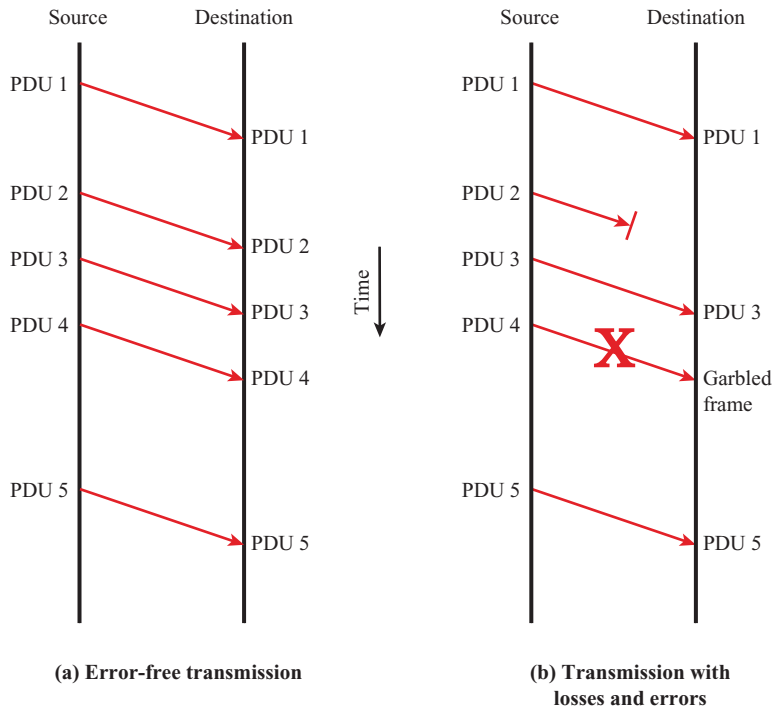 Source
Destination
PDU 1
PDU 1
PDU 2
PDU 2
PDU 3
PDU 3
PDU 4
PDU 4
PDU 5
PDU 5
(a) Error-free transmission
Time
Source
Destination
PDU 1
PDU 1
PDU 2
PDU 3
PDU 3
PDU 4
X
Garbled
frame
PDU 5
PDU 5
(b) Transmission with
losses and errors